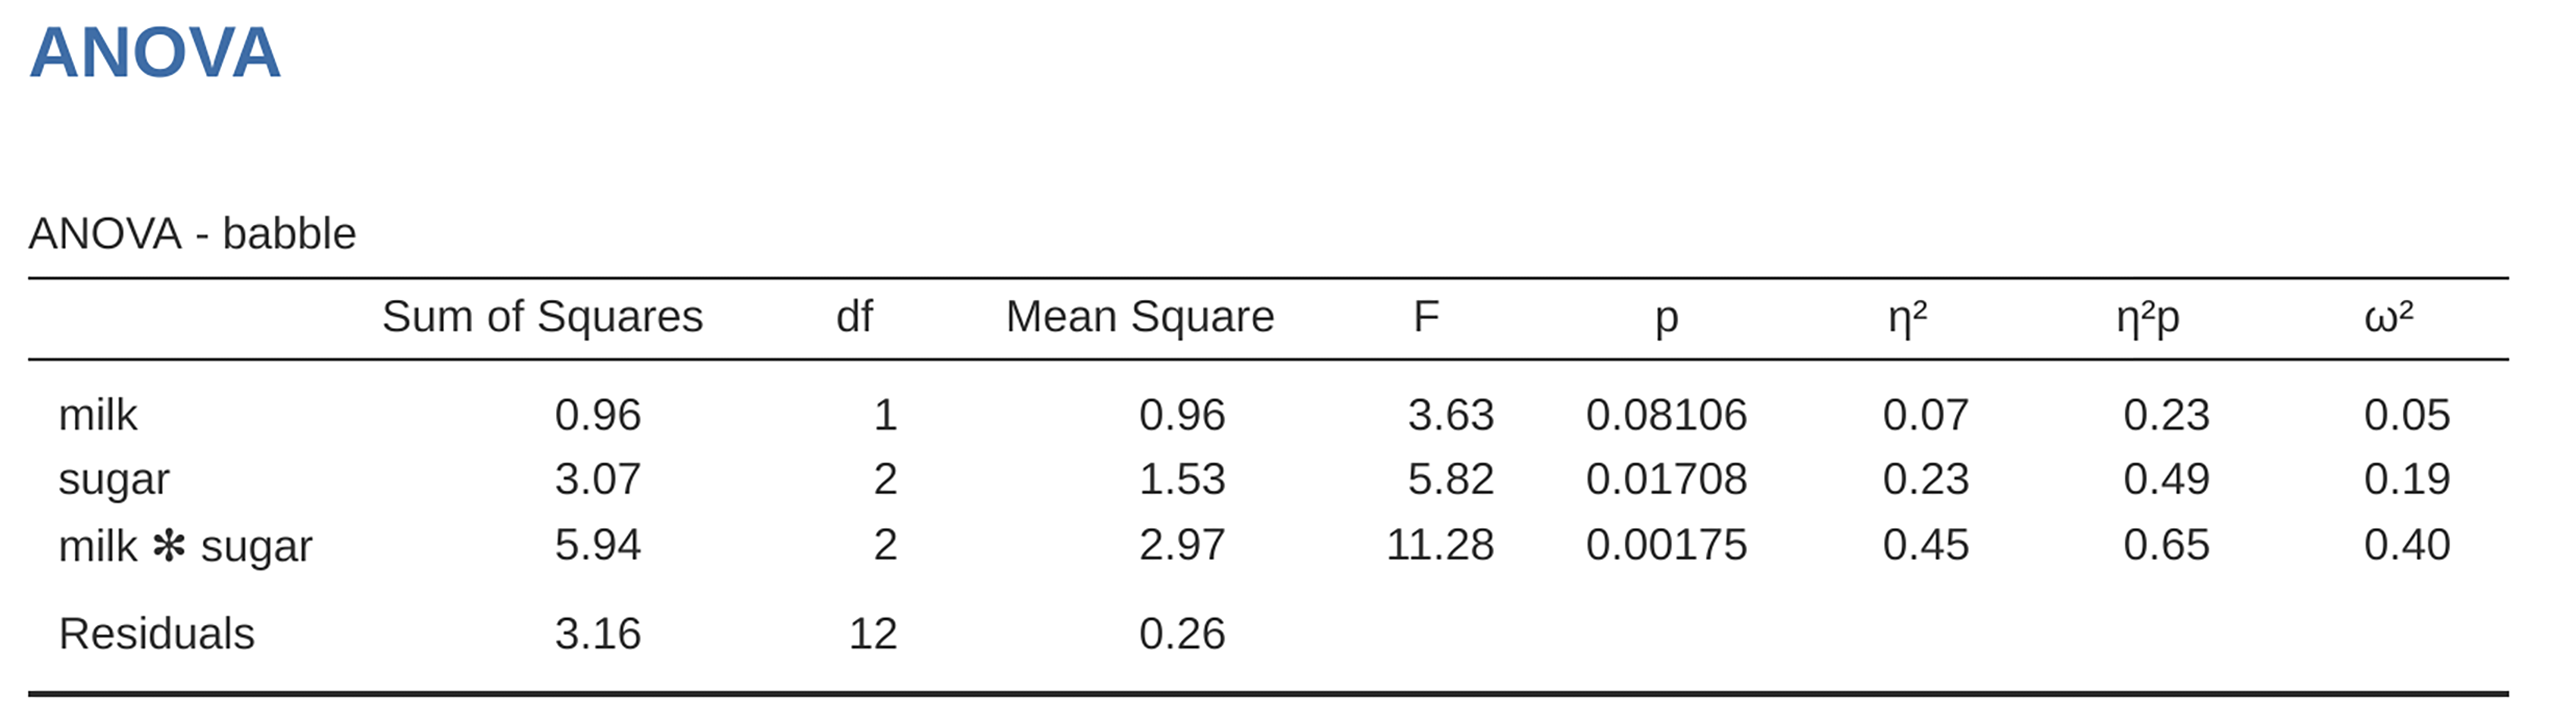 ANOVA
ANOVA - babble
Sum of Squares df Mean Square F p η² η²p ω²
milk 0.96 1 0.96 3.63 0.08106 0.07 0.23 0.05
sugar 3.07 2 1.53 5.82 0.01708 0.23 0.49 0.19
milk ✻ sugar 5.94 2 2.97 11.28 0.00175 0.45 0.65 0.40
Residuals 3.16 12 0.26